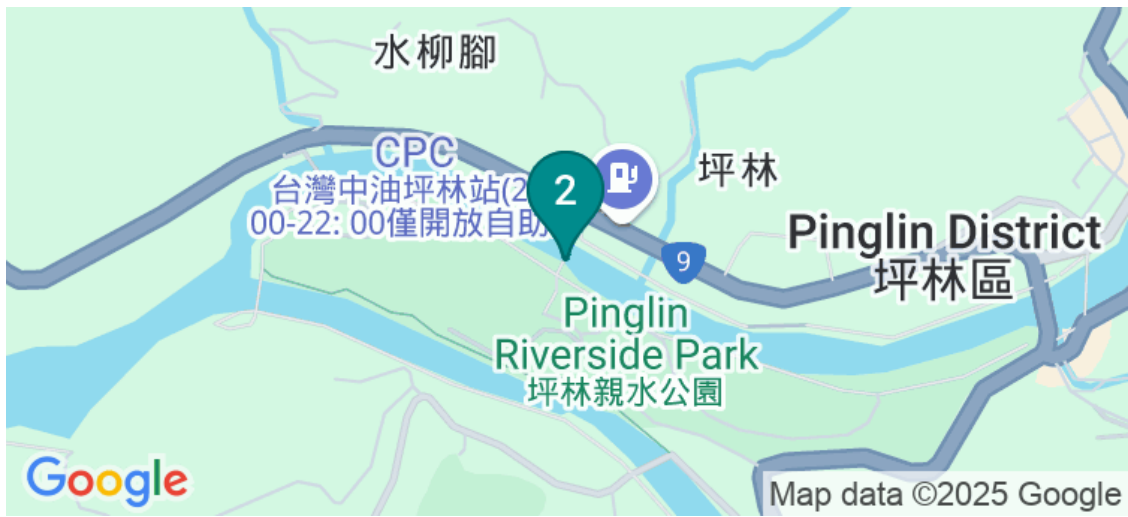 水柳腳
CPC
台灣中油坪林站(2
00-22: 00僅開放自助
2
坪林
9
Pinglin District
坪林區
Pinglin
Riverside Park
坪林親水公園
Google
Map data ©2025 Google